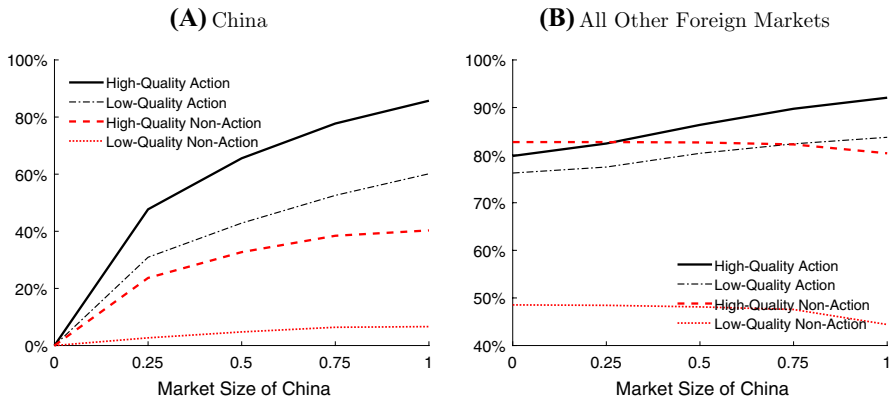 (A) China
100%
80%
60%
40%
20%
0%
High-Quality Action
Low-Quality Action
High-Quality Non-Action
Low-Quality Non-Action
0 0.25 0.5 0.75 1
Market Size of China
(B) All Other Foreign Markets
100%
90%
80%
70%
60%
50%
40%
High-Quality Action
Low-Quality Action
High-Quality Non-Action
Low-Quality Non-Action
0 0.25 0.5 0.75 1
Market Size of China